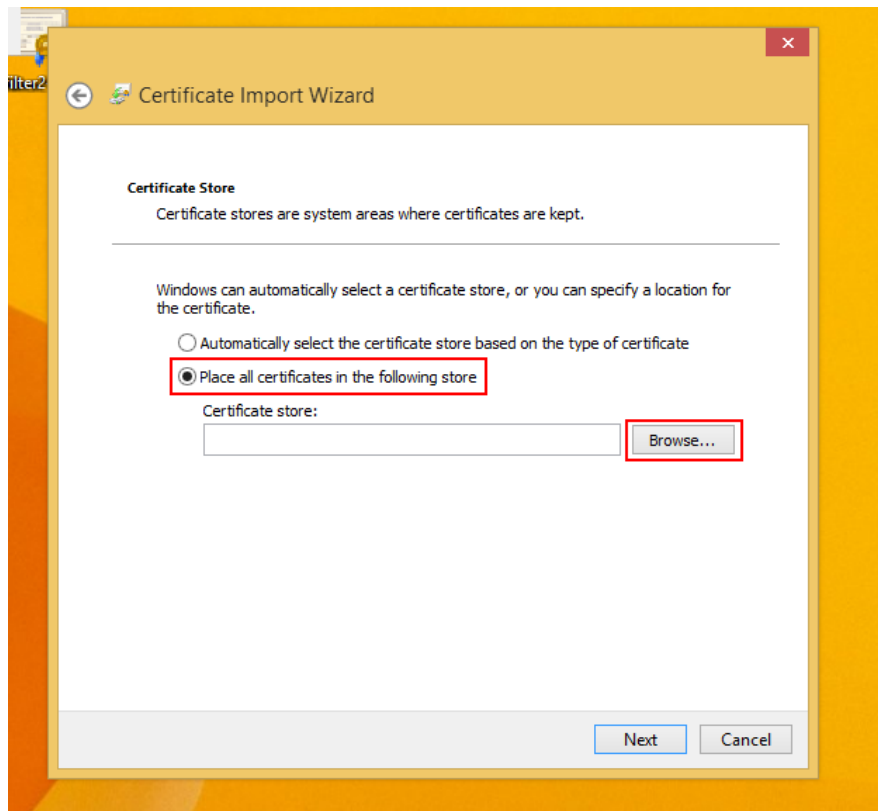 ilter2
Certificate Import Wizard
Certificate Store
Certificate stores are system areas where certificates are kept.
Windows can automatically select a certificate store, or you can specify a location for
the certificate.
Automatically select the certificate store based on the type of certificate
Place all certificates in the following store
Certificate store:
Browse...
Next Cancel